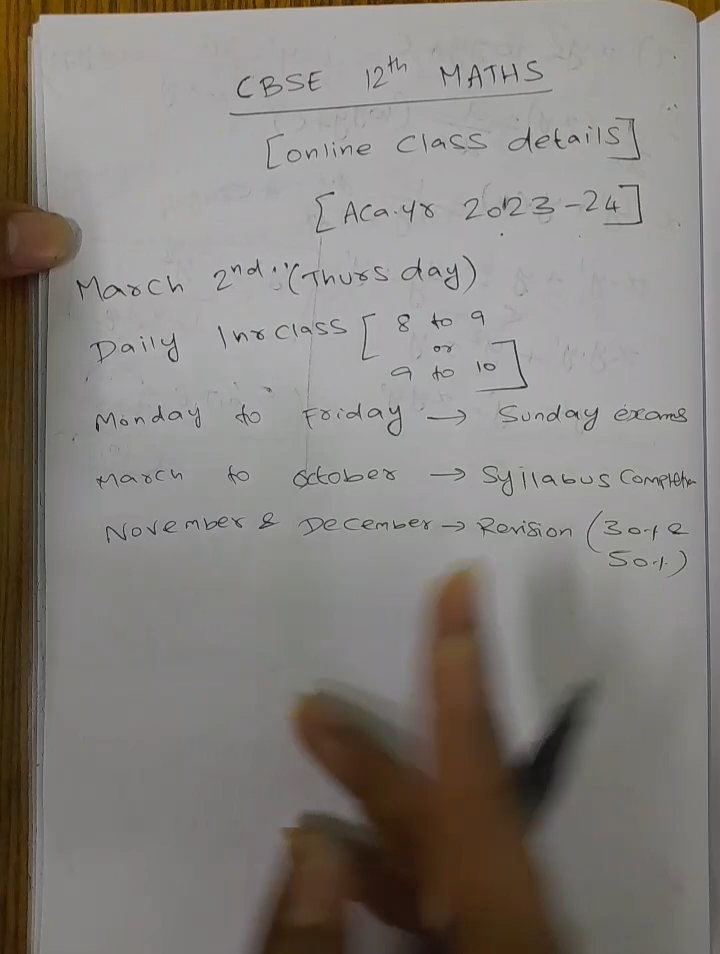 CBSE 12th MATHS
[online class details]
[Aca.yr 2023-24]
March 2nd. (Thursday)
Daily 1hr class [8 to 9
or
9 to 10]
Monday to Friday → Sunday exams
March to October → Syllabus Completion
November & December → Revision (30% &
50%)